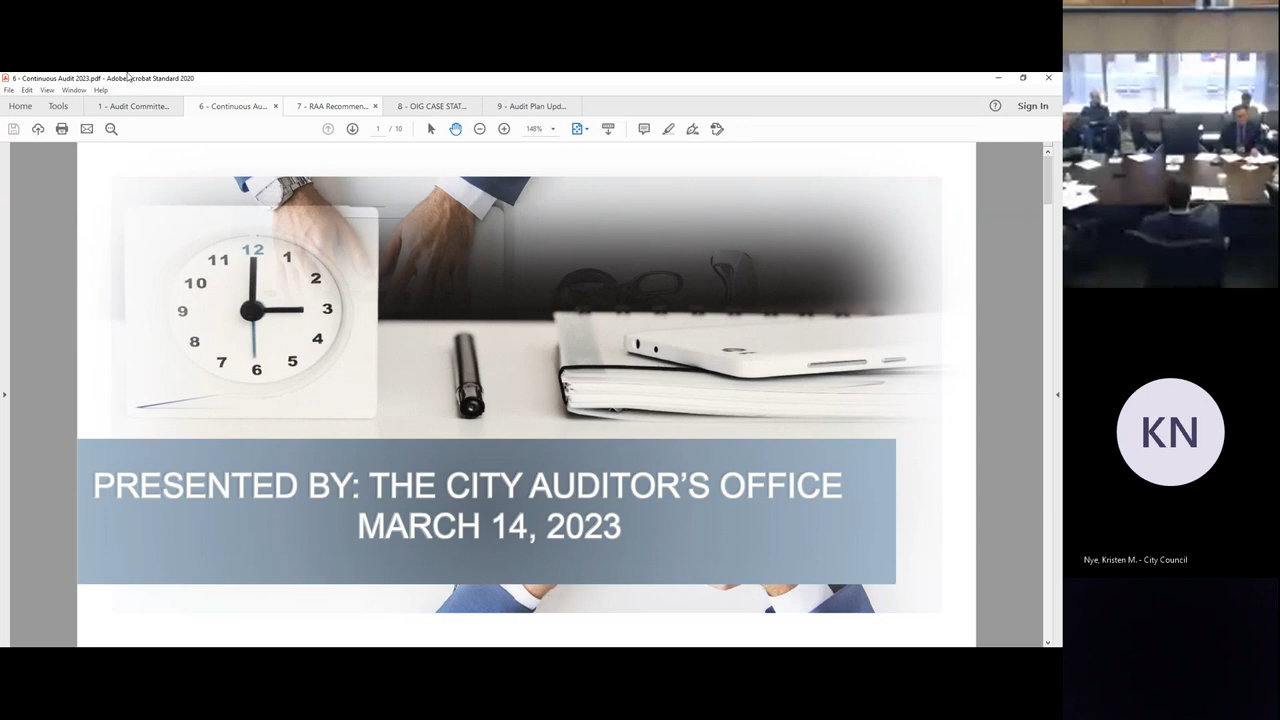 6 - Continuous Audit 2023.pdf - Adobe Acrobat Standard 2020
File Edit View Window Help
Home Tools 1 - Audit Committe... 6 - Continuous Au... × 7 - RAA Recommen... × 8 - OIG CASE STAT... 9 - Audit Plan Upd... Sign In
1 / 10 148%
12
11 1
10 2
9 3
8 4
7 5
6
PRESENTED BY: THE CITY AUDITOR'S OFFICE
MARCH 14, 2023
KN
Nye, Kristen M. - City Council